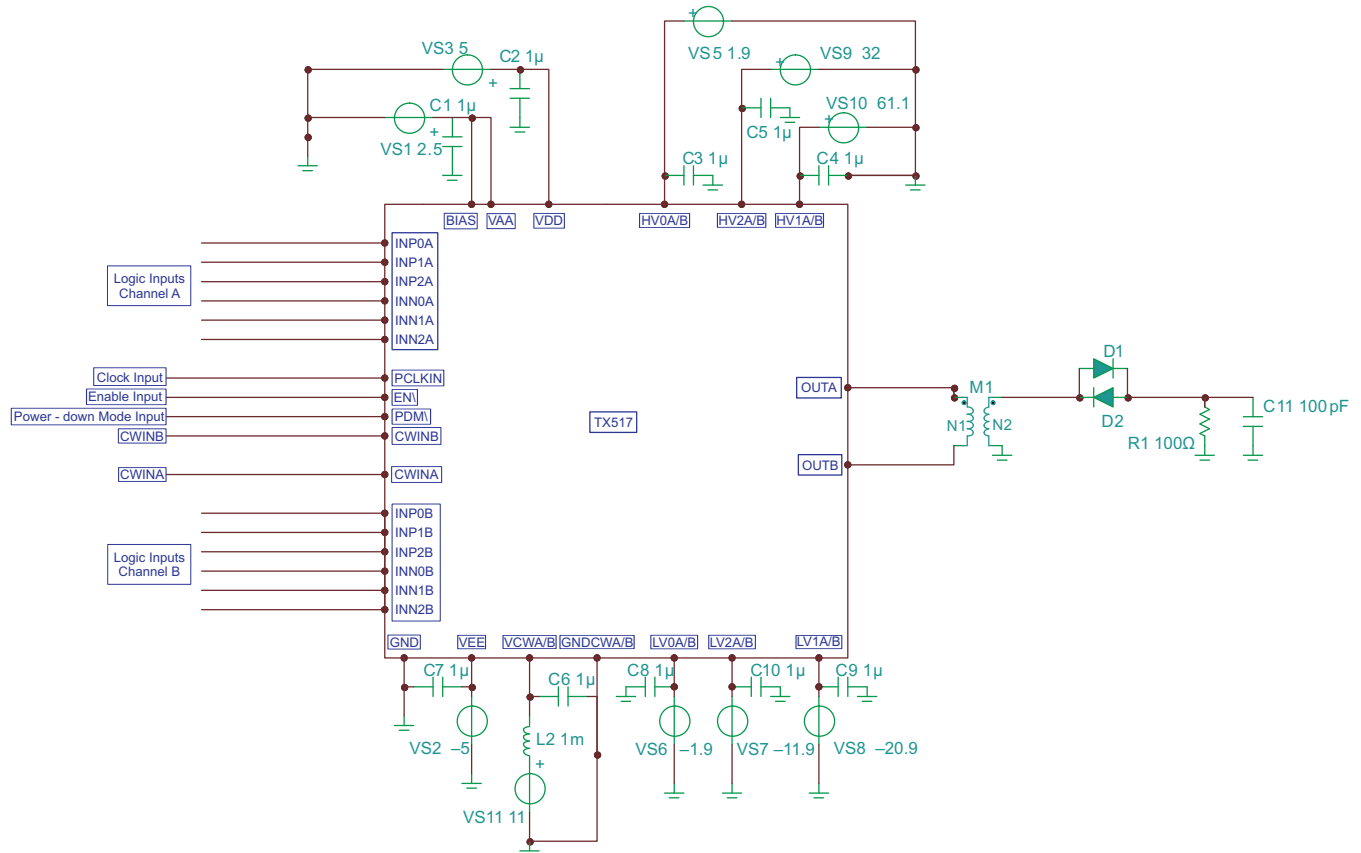 VS5 1.9
VS3 5
C2 1µ
VS9 32
C1 1µ
VS10 61.1
C5 1µ
VS1 2.5
C3 1µ
C4 1µ
+
+
+
+
+
BIAS
VAA
VDD
HV0A/B
HV2A/B
HV1A/B
INP0A
INP1A
Logic Inputs
Channel A
INP2A
INN0A
INN1A
INN2A
Clock Input
PCLKIN
Enable Input
EN\
Power - down Mode Input
PDM\
CWINB
CWINB
CWINA
CWINA
TX517
OUTA
OUTB
M1
N1
N2
D1
D2
R1 100Ω
C11 100 pF
INP0B
INP1B
Logic Inputs
Channel B
INP2B
INN0B
INN1B
INN2B
GND
VEE
VCWA/B
GNDCWA/B
LV0A/B
LV2A/B
LV1A/B
C7 1µ
C6 1µ
C8 1µ
C10 1µ
C9 1µ
VS2 –5
L2 1m
VS6 –1.9
VS7 –11.9
VS8 –20.9
+
VS11 11